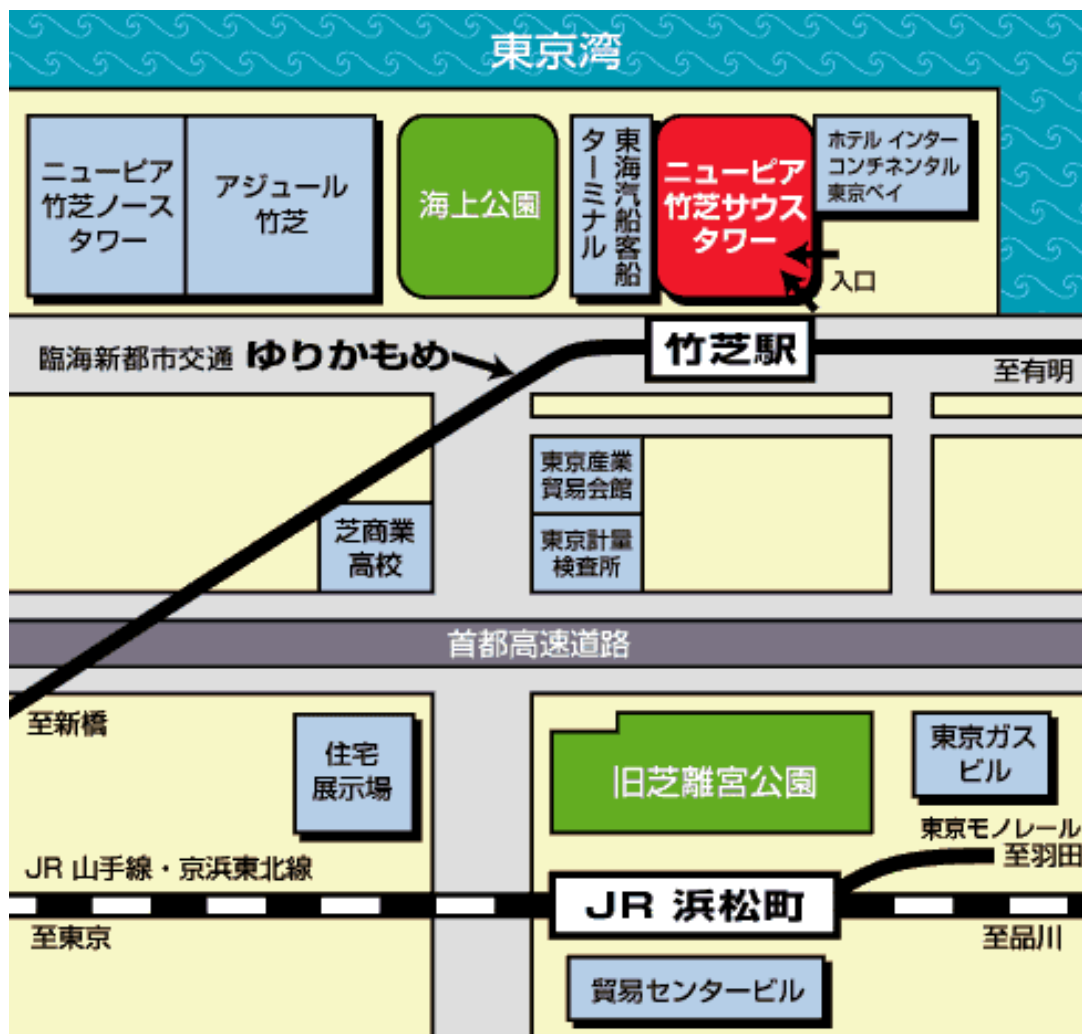 東京湾
ニューピア
竹芝ノース
タワー
アジュール
竹芝
海上公園
東海汽船客船
ターミナル
ニューピア
竹芝サウス
タワー
ホテル インター
コンチネンタル
東京ベイ
入口
臨海新都市交通 ゆりかもめ
竹芝駅
至有明
東京産業
貿易会館
芝商業
高校
東京計量
検査所
首都高速道路
至新橋
住宅
展示場
旧芝離宮公園
東京ガス
ビル
東京モノレール
至羽田
JR 山手線・京浜東北線
JR 浜松町
至東京
至品川
貿易センタービル